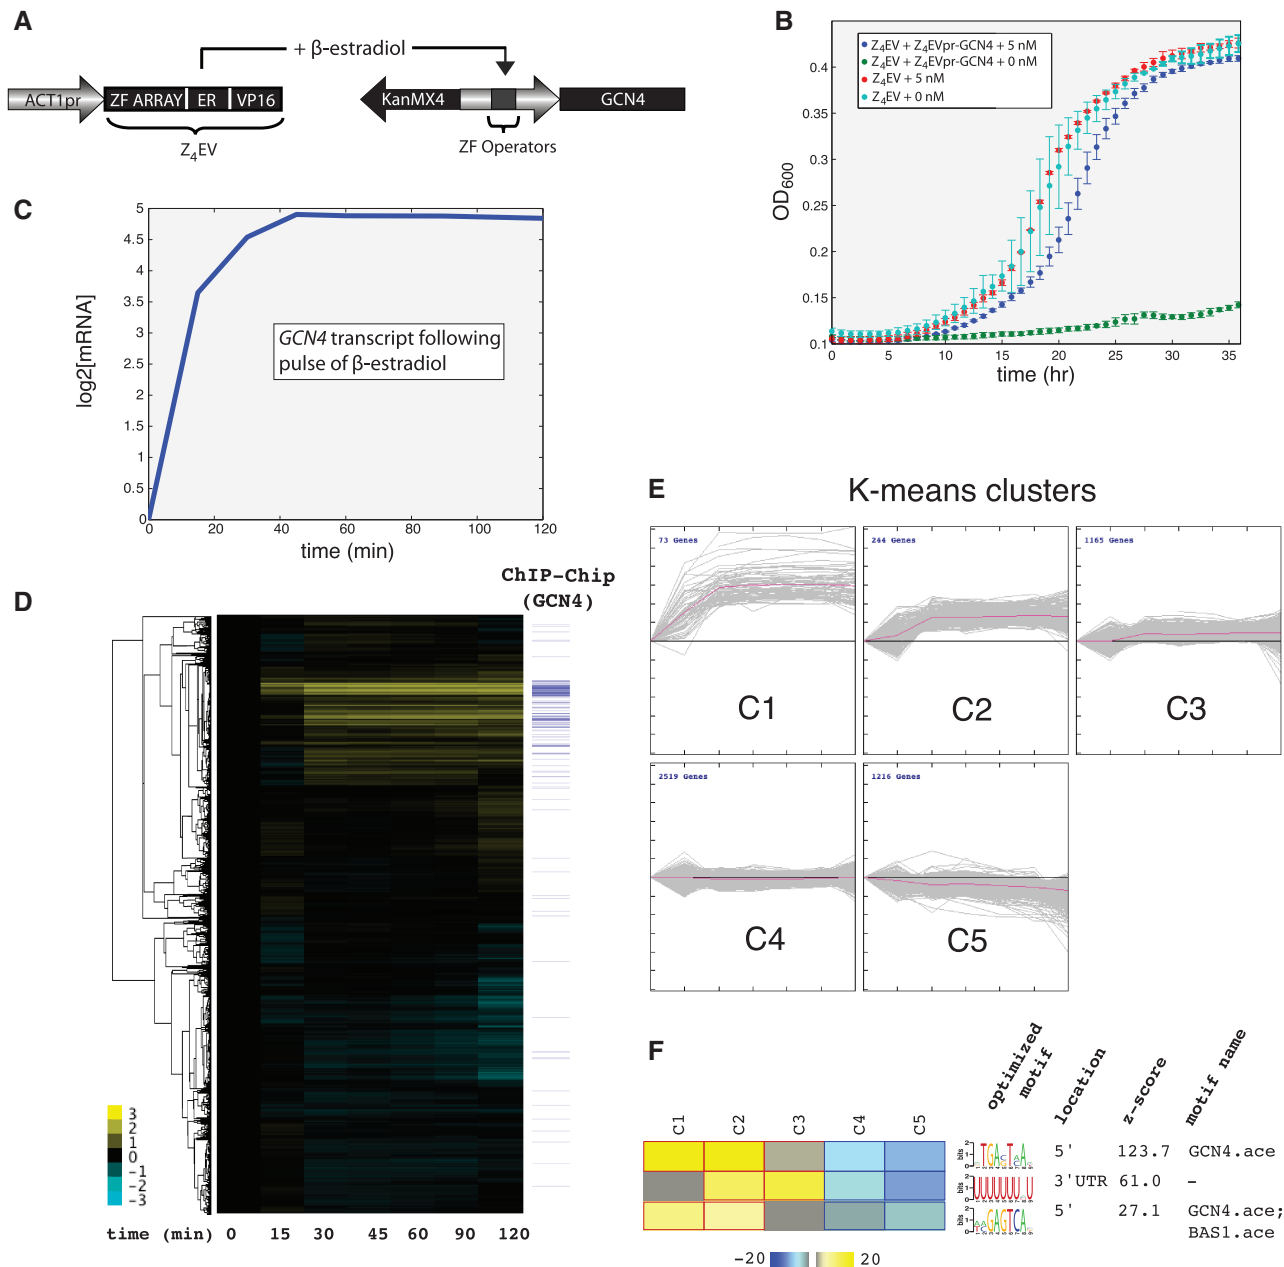 A
+ β-estradiol
ACT1pr
ZF ARRAY
ER
VP16
Z4EV
KanMX4
GCN4
ZF Operators
B
Z4EV + Z4EVpr-GCN4 + 5 nM
Z4EV + Z4EVpr-GCN4 + 0 nM
Z4EV + 5 nM
Z4EV + 0 nM
0.4
0.35
0.3
0.25
0.2
0.15
0.1
OD600
0 5 10 15 20 25 30 35
time (hr)
C
5
4.5
4
3.5
3
2.5
2
1.5
1
0.5
0
log2[mRNA]
GCN4 transcript following
pulse of β-estradiol
0 20 40 60 80 100 120
time (min)
D
ChIP-Chip
(GCN4)
3
2
1
0
-1
-2
-3
time (min) 0 15 30 45 60 90 120
E
K-means clusters
73 Genes
C1
244 Genes
C2
1165 Genes
C3
2519 Genes
C4
1216 Genes
C5
F
C1 C2 C3 C4 C5
optimized
motif
location
z-score
motif name
5' 123.7 GCN4.ace
3'UTR 61.0 -
5' 27.1 GCN4.ace;
BAS1.ace
-20 20